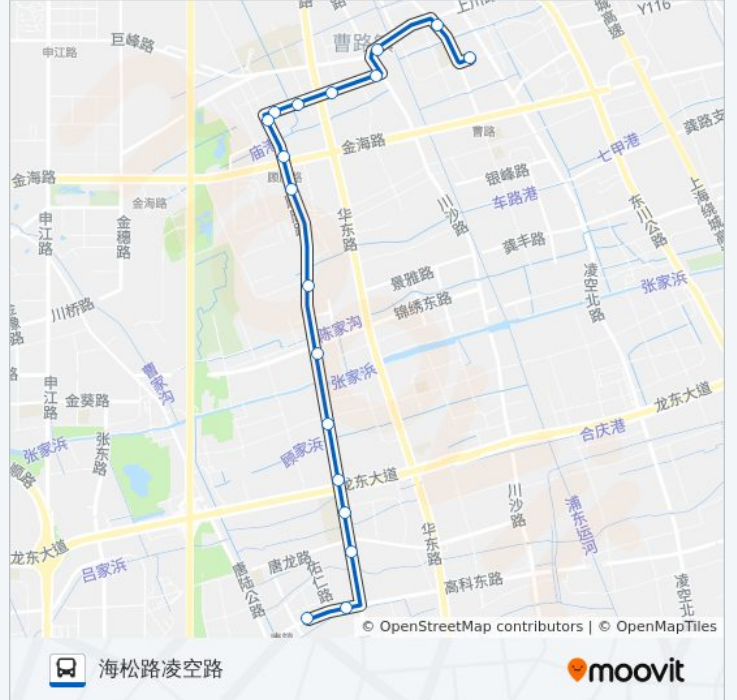 上川路
Y116
巨峰路
申江路
曹路
金海路
曹路
龚路支
七甲港
金海路
银峰路
车路港
金海路
申江路
金穗路
华东路
川沙路
龚丰路
东川公路
上海绕城高
凌空北路
景雅路
张家浜
锦绣东路
川桥路
陈家沟
曹家沟
张家浜
申江路
金葵路
龙东大道
合庆港
张家浜
张东路
顾家浜
龙东大道
川沙路
浦东运河
华东路
龙东大道
吕家浜
唐陆公路
唐龙路
佑仁路
高科东路
凌空北
© OpenStreetMap contributors | © OpenMapTiles
海松路凌空路
moovit